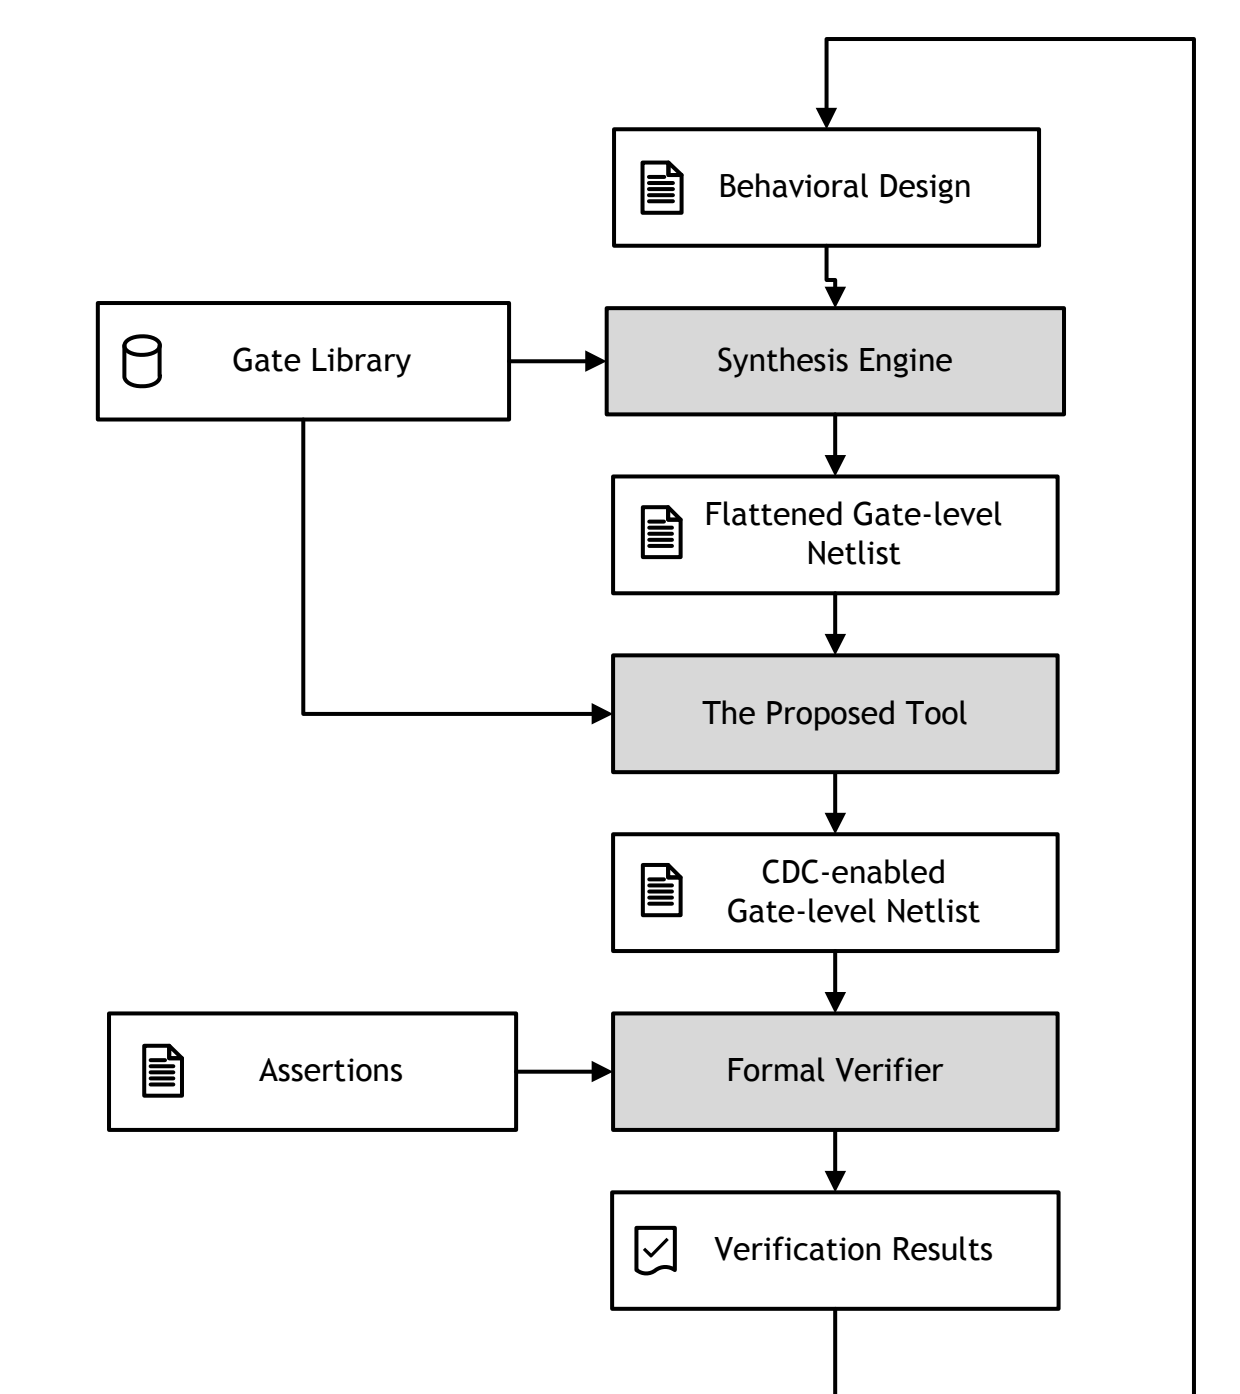 Behavioral Design
Gate Library
Synthesis Engine
Flattened Gate-level
Netlist
The Proposed Tool
CDC-enabled
Gate-level Netlist
Assertions
Formal Verifier
Verification Results